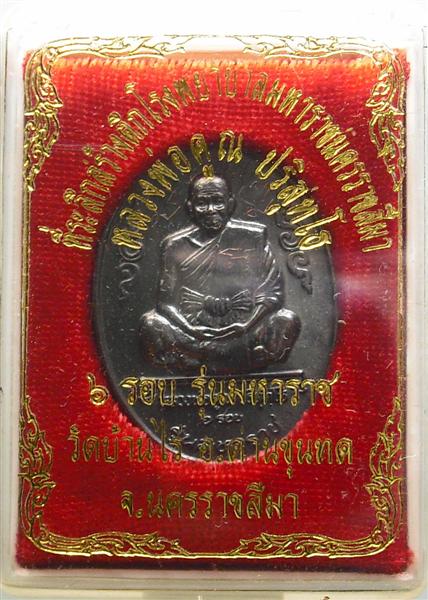 ที่ระลึกสร้างตึกโรงพยาบาลมหาราชนครราชสีมา
หลวงพ่อคูณ ปริสุทโธ
๖ รอบ รุ่นมหาราช
วัดบ้านไร่ อ.ด่านขุนทด
จ.นครราชสีมา